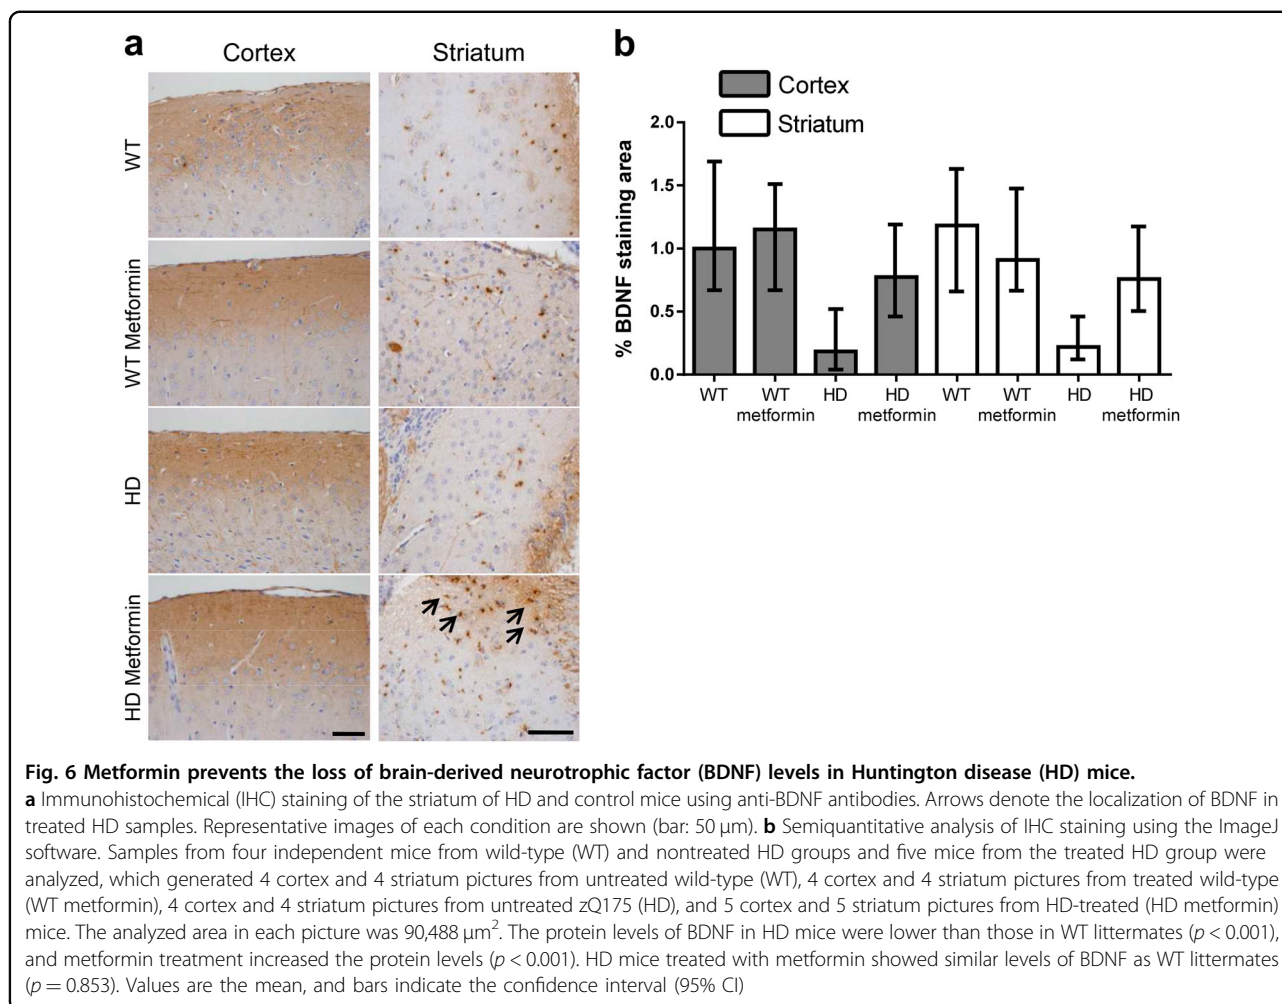 a
Cortex
Striatum
WT
WT Metformin
HD
HD Metformin
b
Cortex
Striatum
% BDNF staining area
2.0
1.5
1.0
0.5
0.0
WT
WT metformin
HD
HD metformin
WT
WT metformin
HD
HD metformin
Fig. 6 Metformin prevents the loss of brain-derived neurotrophic factor (BDNF) levels in Huntington disease (HD) mice.
a Immunohistochemical (IHC) staining of the striatum of HD and control mice using anti-BDNF antibodies. Arrows denote the localization of BDNF in
treated HD samples. Representative images of each condition are shown (bar: 50 µm). b Semiquantitative analysis of IHC staining using the ImageJ
software. Samples from four independent mice from wild-type (WT) and nontreated HD groups and five mice from the treated HD group were
analyzed, which generated 4 cortex and 4 striatum pictures from untreated wild-type (WT), 4 cortex and 4 striatum pictures from treated wild-type
(WT metformin), 4 cortex and 4 striatum pictures from untreated zQ175 (HD), and 5 cortex and 5 striatum pictures from HD-treated (HD metformin)
mice. The analyzed area in each picture was 90,488 µm². The protein levels of BDNF in HD mice were lower than those in WT littermates (p < 0.001),
and metformin treatment increased the protein levels (p < 0.001). HD mice treated with metformin showed similar levels of BDNF as WT littermates
(p = 0.853). Values are the mean, and bars indicate the confidence interval (95% CI)